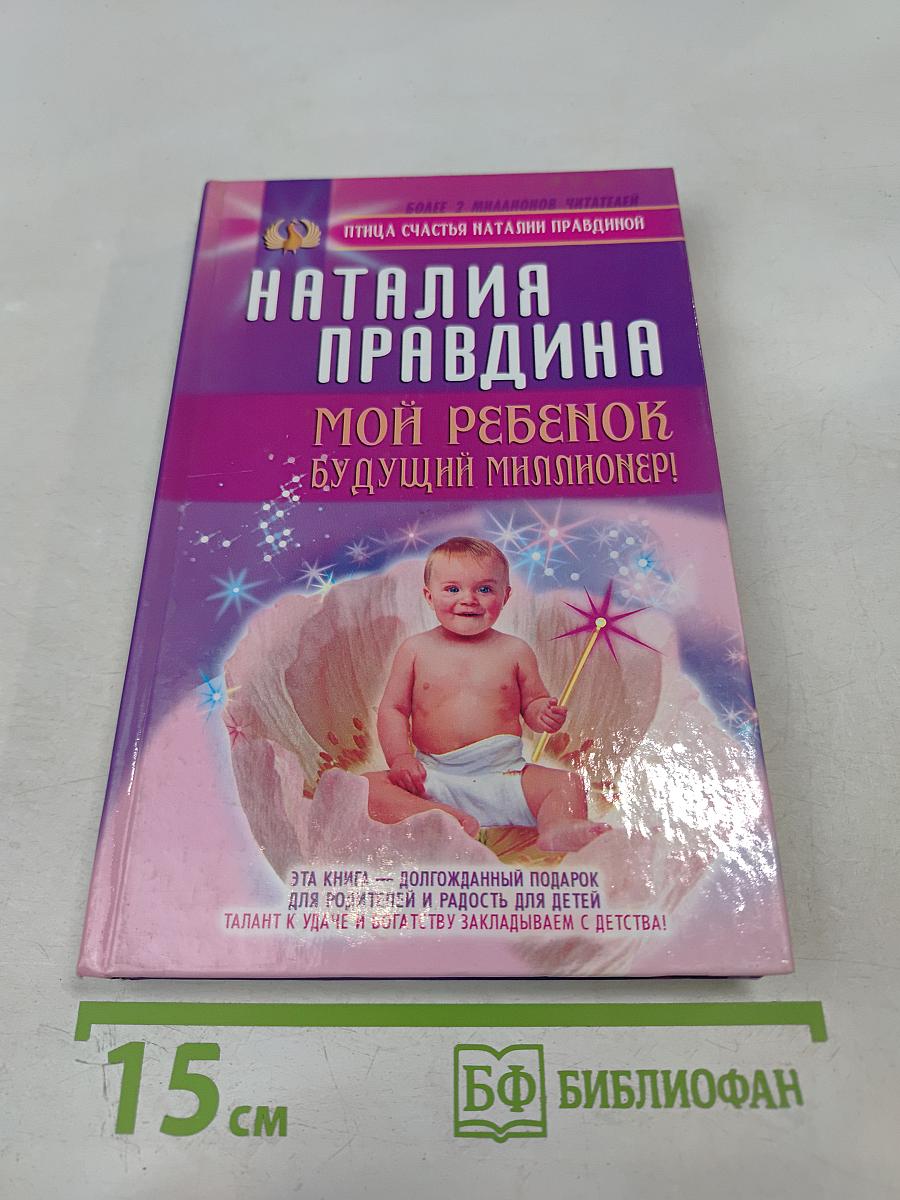 БОЛЕЕ 2 МИЛЛИОНОВ ЧИТАТЕЛЕЙ
ПТИЦА СЧАСТЬЯ НАТАЛИИ ПРАВДИНОЙ
НАТАЛИЯ
ПРАВДИНА
МОЙ РЕБЕНОК
БУДУЩИЙ МИЛЛИОНЕР!
ЭТА КНИГА — ДОЛГОЖДАННЫЙ ПОДАРОК
ДЛЯ РОДИТЕЛЕЙ И РАДОСТЬ ДЛЯ ДЕТЕЙ
ТАЛАНТ К УДАЧЕ И БОГАТСТВУ ЗАКЛАДЫВАЕМ С ДЕТСТВА!
15 см
БФ БИБЛИОФАН